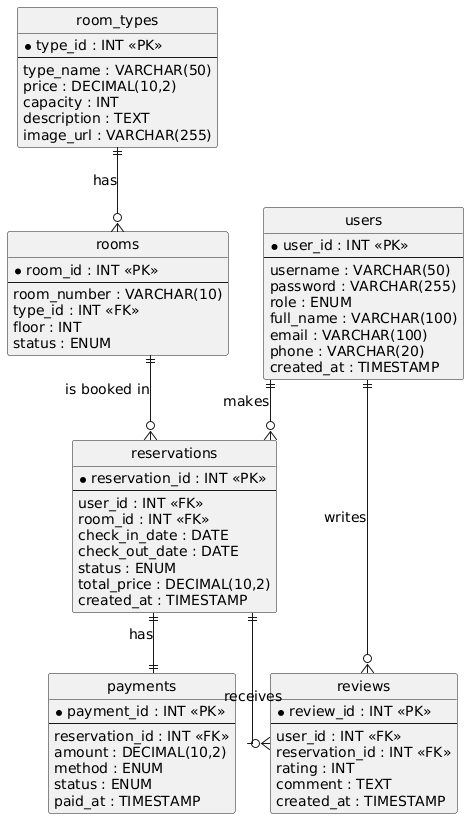 room_types
type_id : INT «PK»
type_name : VARCHAR(50)
price : DECIMAL(10,2)
capacity : INT
description : TEXT
image_url : VARCHAR(255)
has
rooms
room_id : INT «PK»
room_number : VARCHAR(10)
type_id : INT «FK»
floor : INT
status : ENUM
users
user_id : INT «PK»
username : VARCHAR(50)
password : VARCHAR(255)
role : ENUM
full_name : VARCHAR(100)
email : VARCHAR(100)
phone : VARCHAR(20)
created_at : TIMESTAMP
is booked in
makes
reservations
reservation_id : INT «PK»
user_id : INT «FK»
room_id : INT «FK»
check_in_date : DATE
check_out_date : DATE
status : ENUM
total_price : DECIMAL(10,2)
created_at : TIMESTAMP
writes
has
receives
payments
payment_id : INT «PK»
reservation_id : INT «FK»
amount : DECIMAL(10,2)
method : ENUM
status : ENUM
paid_at : TIMESTAMP
reviews
review_id : INT «PK»
user_id : INT «FK»
reservation_id : INT «FK»
rating : INT
comment : TEXT
created_at : TIMESTAMP